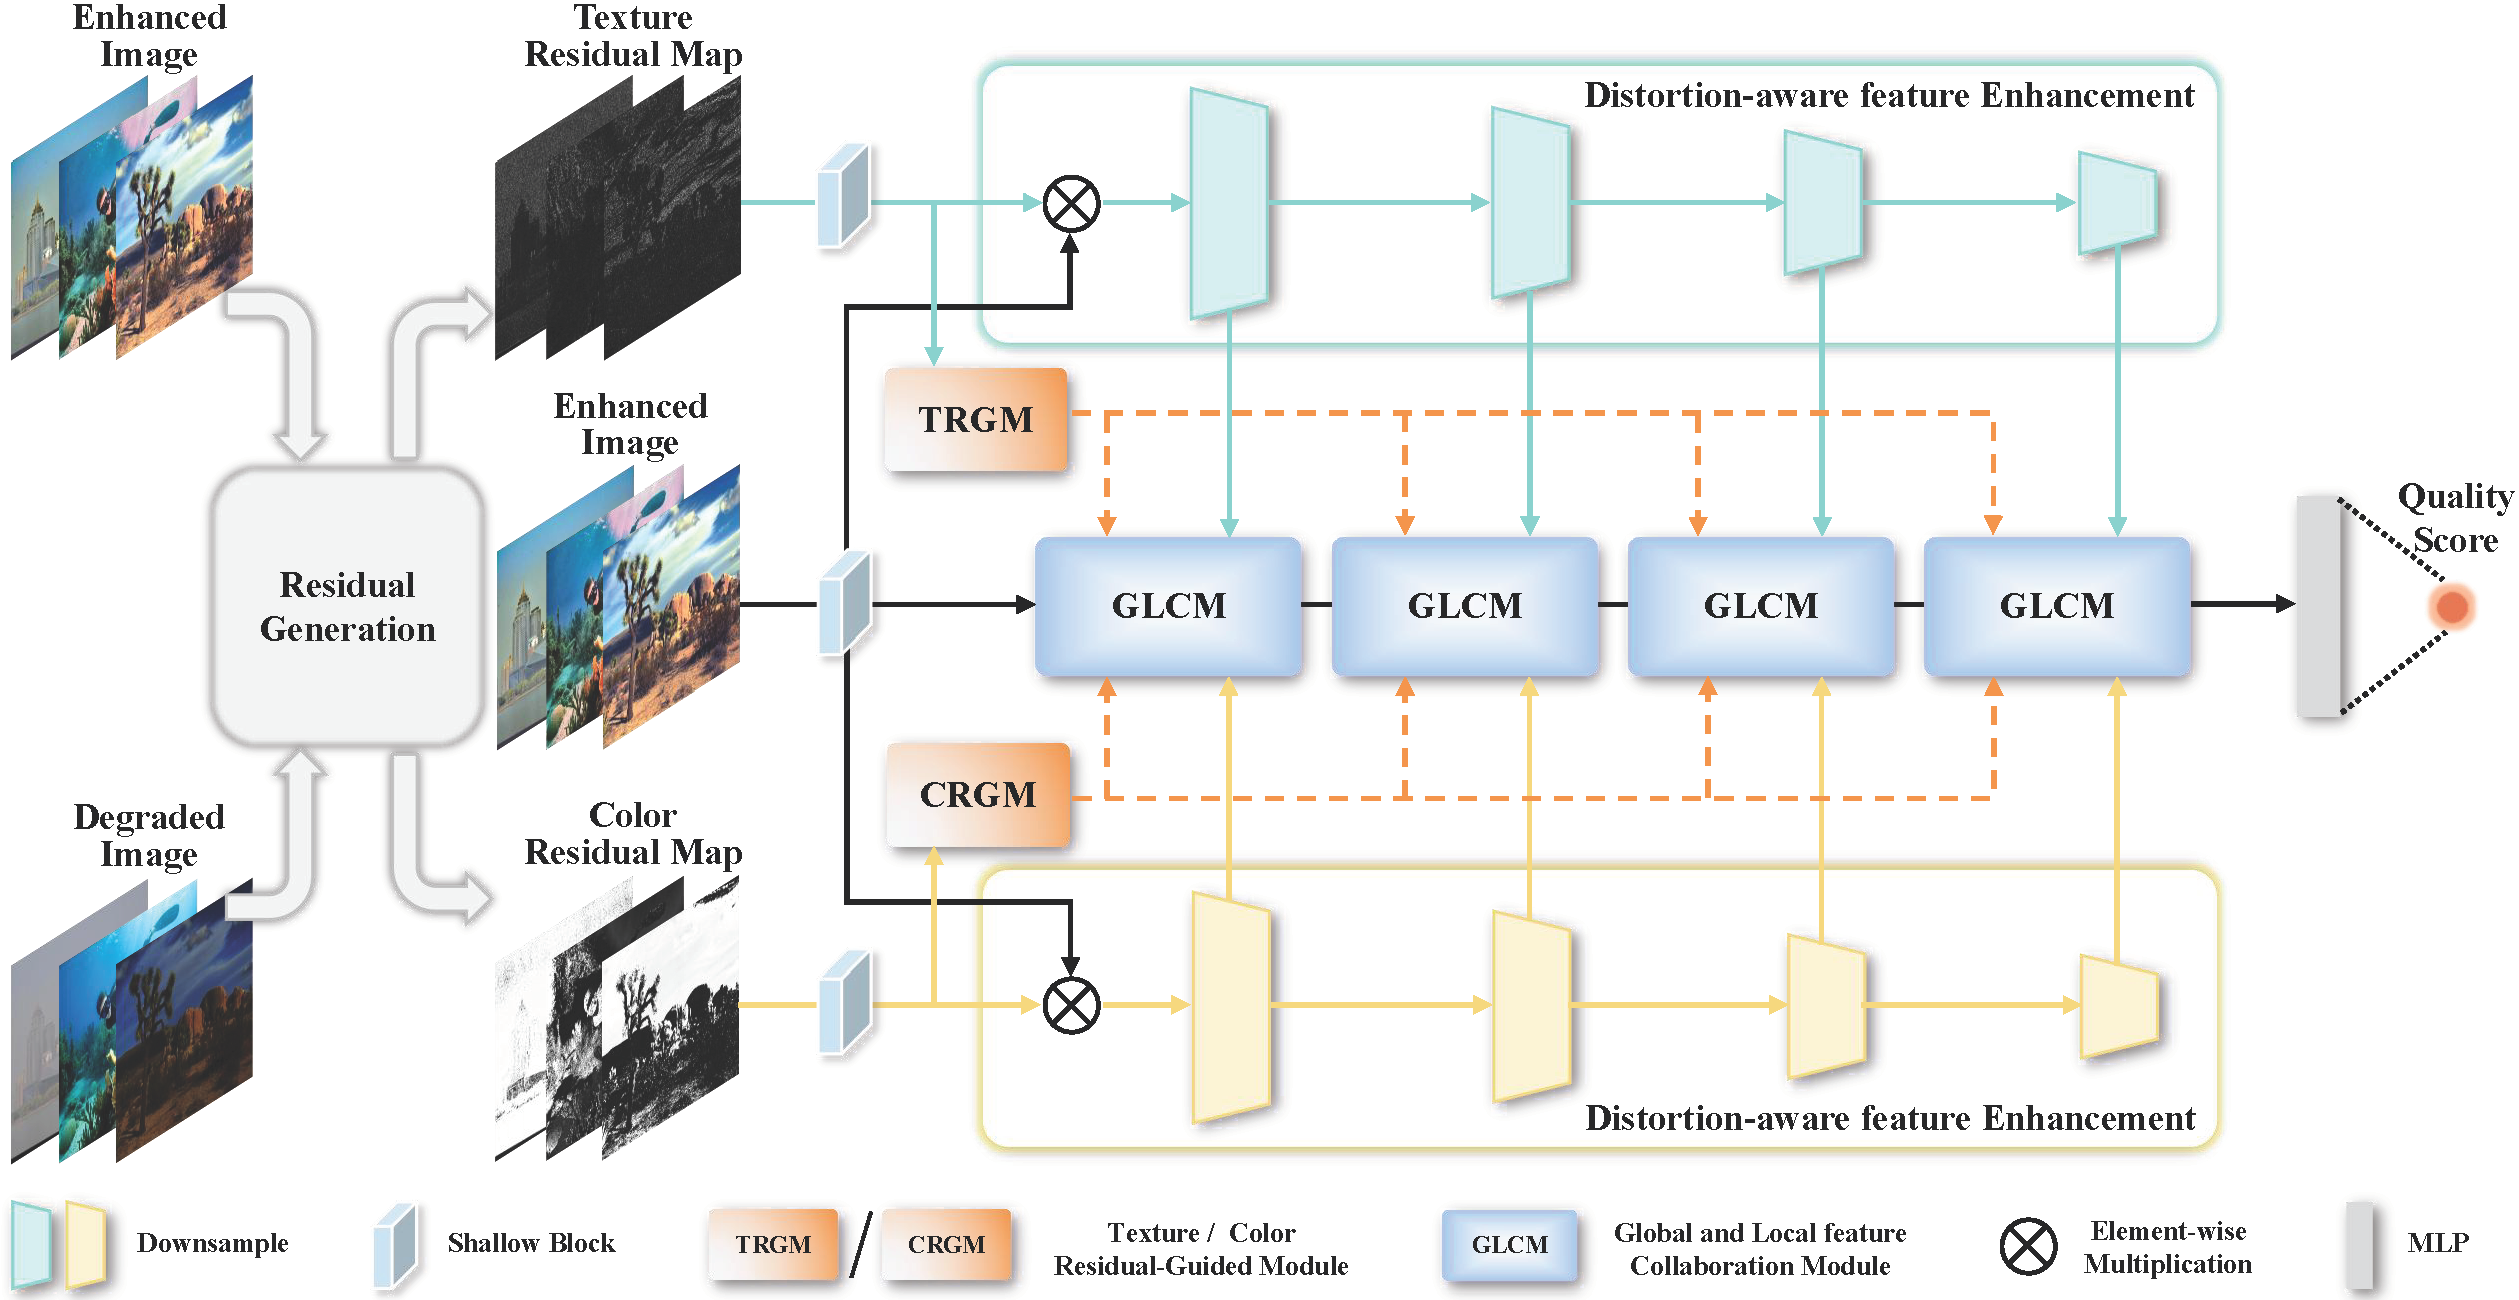 Enhanced
Image
Texture
Residual Map
Distortion-aware feature Enhancement
TRGM
Enhanced
Image
Residual
Generation
GLCM
GLCM
GLCM
GLCM
Quality
Score
CRGM
Degraded
Image
Color
Residual Map
Distortion-aware feature Enhancement
Downsample
Shallow Block
TRGM
/
CRGM
Texture / Color
Residual-Guided Module
GLCM
Global and Local feature
Collaboration Module
Element-wise
Multiplication
MLP